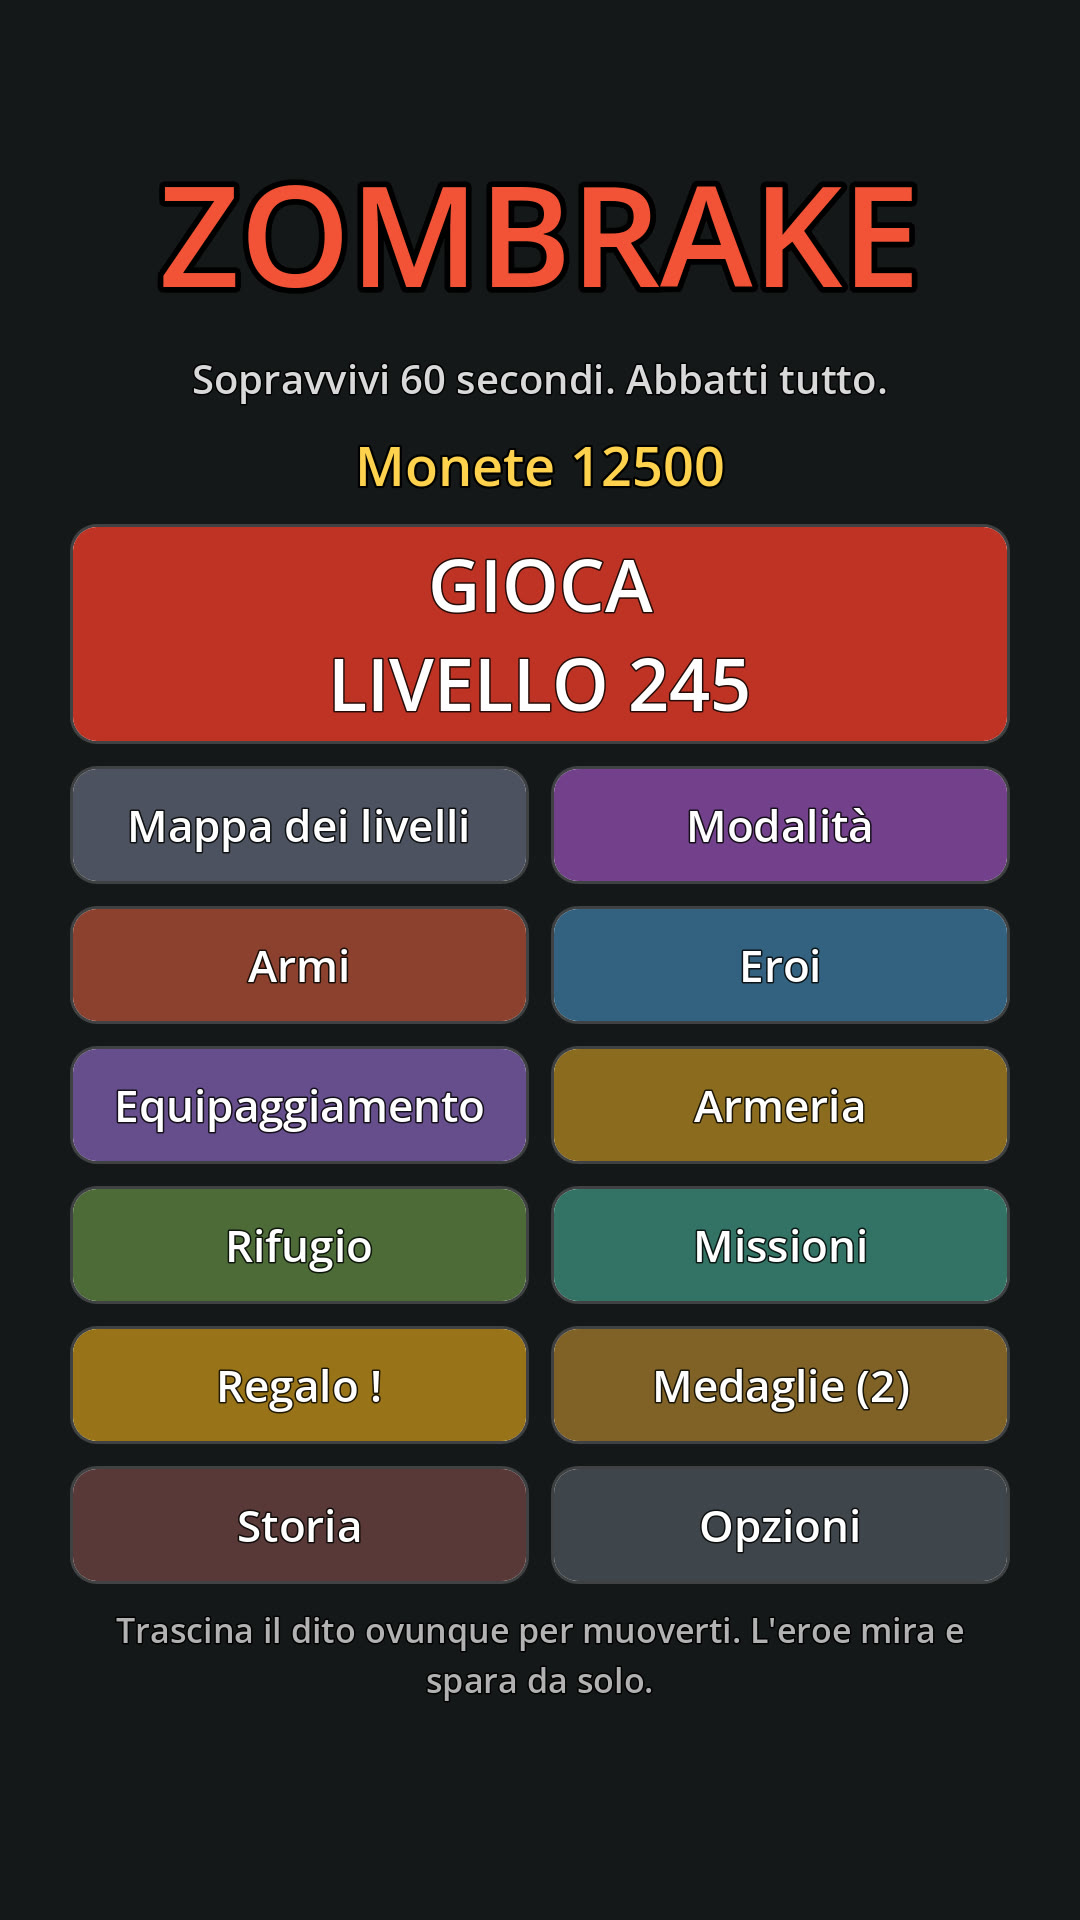 ZOMBRAKE
Sopravvivi 60 secondi. Abbatti tutto.
Monete 12500
GIOCA
LIVELLO 245
Mappa dei livelli
Modalità
Armi
Eroi
Equipaggiamento
Armeria
Rifugio
Missioni
Regalo !
Medaglie (2)
Storia
Opzioni
Trascina il dito ovunque per muoverti. L'eroe mira e
spara da solo.